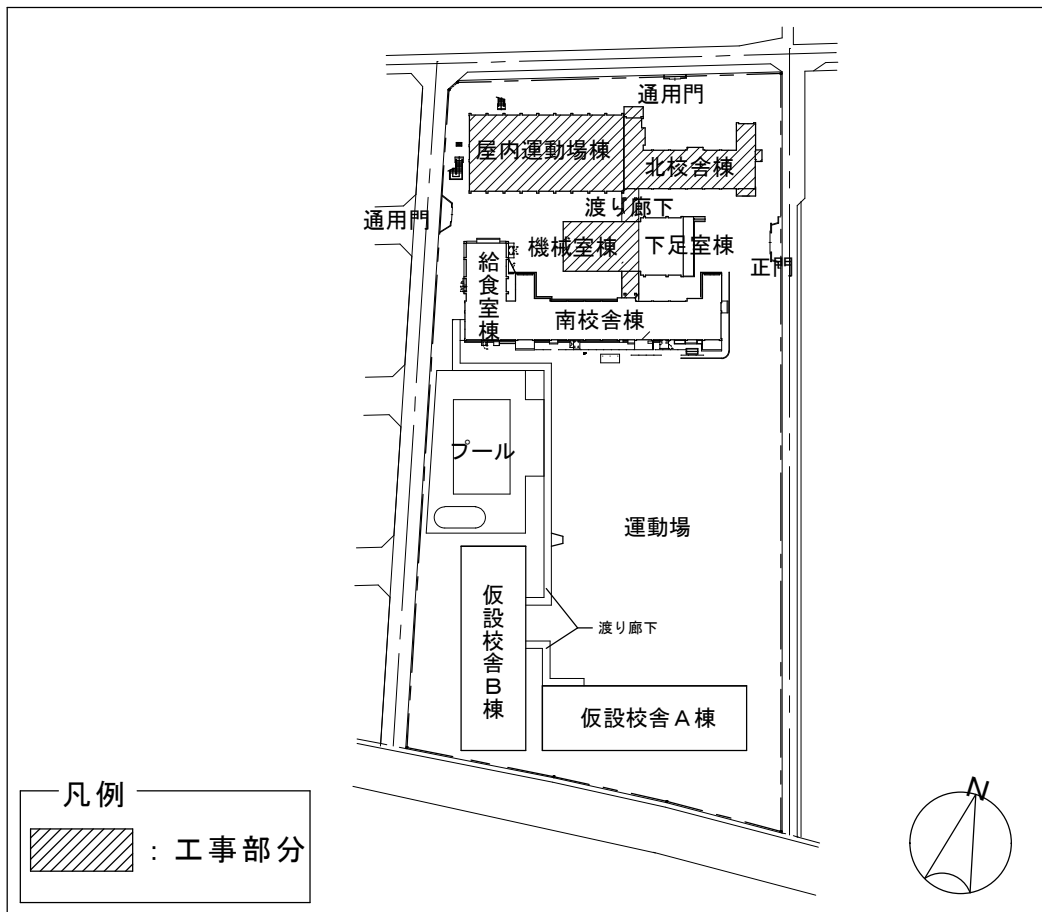 通用門
屋内運動場棟
北校舎棟
渡り廊下
通用門
機械室棟
下足室棟
正門
給食室棟
南校舎棟
プール
運動場
仮設校舎B棟
渡り廊下
仮設校舎A棟
凡例
：工事部分
N